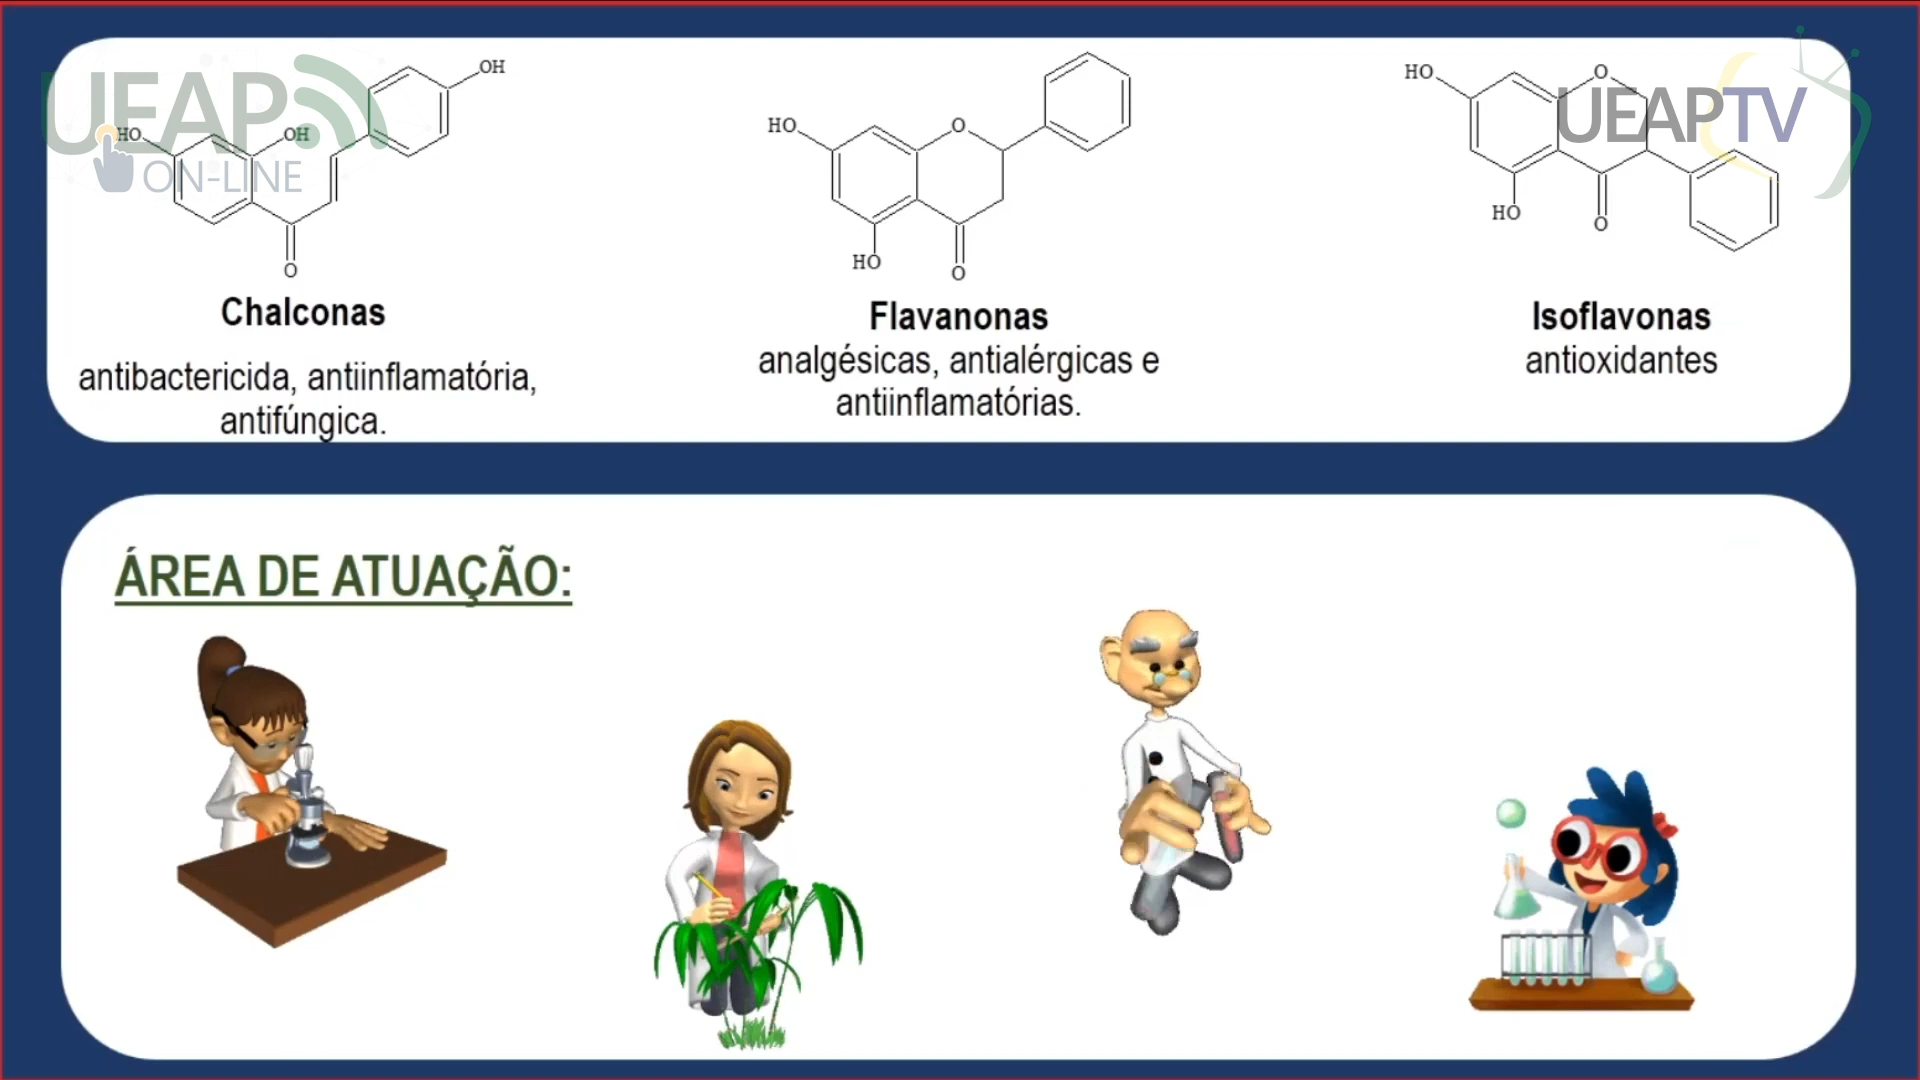 UEAP
ON-LINE
UEAPTV
OH
HO
OH
O
HO
O
HO
O
HO
O
HO
O
Chalconas
antibactericida, antiinflamatória,
antifúngica.
Flavanonas
analgésicas, antialérgicas e
antiinflamatórias.
Isoflavonas
antioxidantes
ÁREA DE ATUAÇÃO: